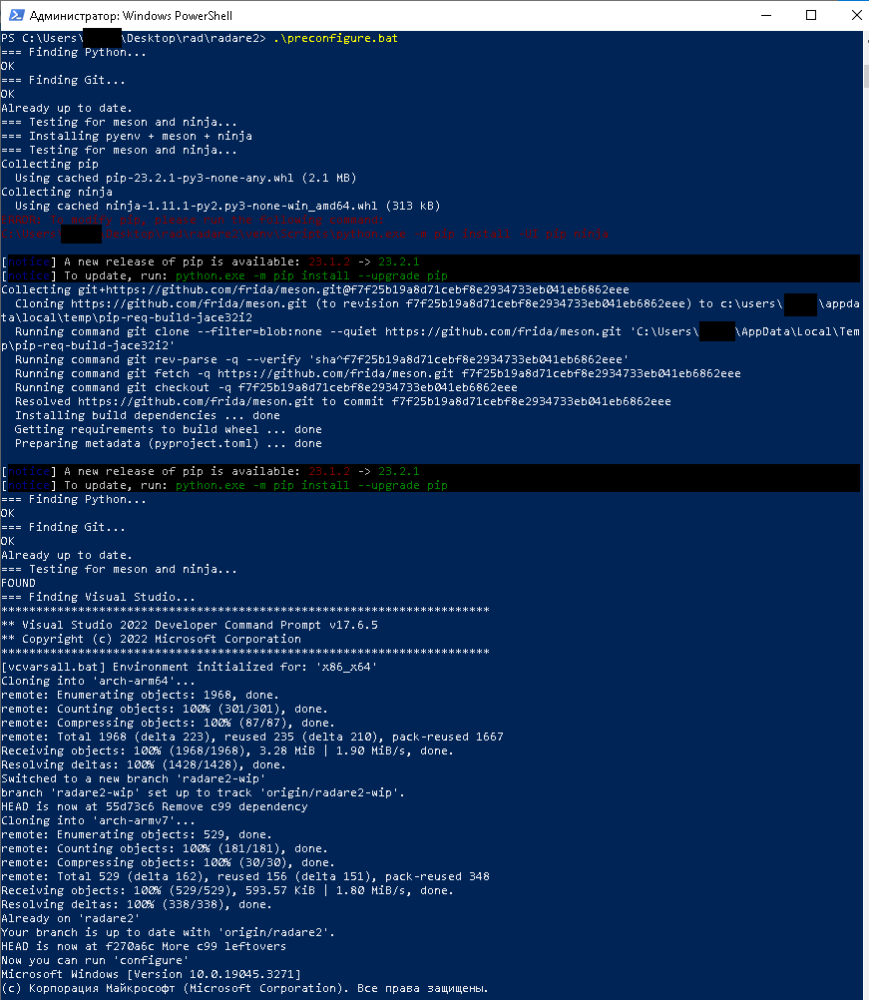 Администратор: Windows PowerShell
PS C:\Users\ \Desktop\rad\radare2> .\preconfigure.bat
=== Finding Python...
OK
=== Finding Git...
OK
Already up to date.
=== Testing for meson and ninja...
=== Installing pyenv + meson + ninja
=== Testing for meson and ninja...
Collecting pip
  Using cached pip-23.2.1-py3-none-any.whl (2.1 MB)
Collecting ninja
  Using cached ninja-1.11.1-py2.py3-none-win_amd64.whl (313 kB)
ERROR: To modify pip, please run the following command:
C:\Users\ \Desktop\rad\radare2\venv\Scripts\python.exe -m pip install -U pip ninja
[notice] A new release of pip is available: 23.1.2 -> 23.2.1
[notice] To update, run: python.exe -m pip install --upgrade pip
Collecting git+https://github.com/frida/meson.git@f7f25b19a8d71cebf8e2934733eb041eb6862eee
  Cloning https://github.com/frida/meson.git (to revision f7f25b19a8d71cebf8e2934733eb041eb6862eee) to c:\users\ \appda
ta\local\temp\pip-req-build-jace32i2
  Running command git clone --filter=blob:none --quiet https://github.com/frida/meson.git 'C:\Users\ \AppData\Local\Tem
p\pip-req-build-jace32i2'
  Running command git rev-parse -q --verify 'sha^f7f25b19a8d71cebf8e2934733eb041eb6862eee'
  Running command git fetch -q https://github.com/frida/meson.git f7f25b19a8d71cebf8e2934733eb041eb6862eee
  Running command git checkout -q f7f25b19a8d71cebf8e2934733eb041eb6862eee
  Resolved https://github.com/frida/meson.git to commit f7f25b19a8d71cebf8e2934733eb041eb6862eee
  Installing build dependencies ... done
  Getting requirements to build wheel ... done
  Preparing metadata (pyproject.toml) ... done
[notice] A new release of pip is available: 23.1.2 -> 23.2.1
[notice] To update, run: python.exe -m pip install --upgrade pip
=== Finding Python...
OK
=== Finding Git...
OK
Already up to date.
=== Testing for meson and ninja...
FOUND
=== Finding Visual Studio...
**********************************************************************
** Visual Studio 2022 Developer Command Prompt v17.6.5
** Copyright (c) 2022 Microsoft Corporation
**********************************************************************
[vcvarsall.bat] Environment initialized for: 'x86_x64'
Cloning into 'arch-arm64'...
remote: Enumerating objects: 1968, done.
remote: Counting objects: 100% (301/301), done.
remote: Compressing objects: 100% (87/87), done.
remote: Total 1968 (delta 223), reused 235 (delta 210), pack-reused 1667
Receiving objects: 100% (1968/1968), 3.28 MiB | 1.90 MiB/s, done.
Resolving deltas: 100% (1428/1428), done.
Switched to a new branch 'radare2-wip'
branch 'radare2-wip' set up to track 'origin/radare2-wip'.
HEAD is now at 55d73c6 Remove c99 dependency
Cloning into 'arch-armv7'...
remote: Enumerating objects: 529, done.
remote: Counting objects: 100% (181/181), done.
remote: Compressing objects: 100% (30/30), done.
remote: Total 529 (delta 162), reused 156 (delta 151), pack-reused 348
Receiving objects: 100% (529/529), 593.57 KiB | 1.80 MiB/s, done.
Resolving deltas: 100% (338/338), done.
Already on 'radare2'
Your branch is up to date with 'origin/radare2'.
HEAD is now at f270a6c More c99 leftovers
Now you can run 'configure'
Microsoft Windows [Version 10.0.19045.3271]
(c) Корпорация Майкрософт (Microsoft Corporation). Все права защищены.